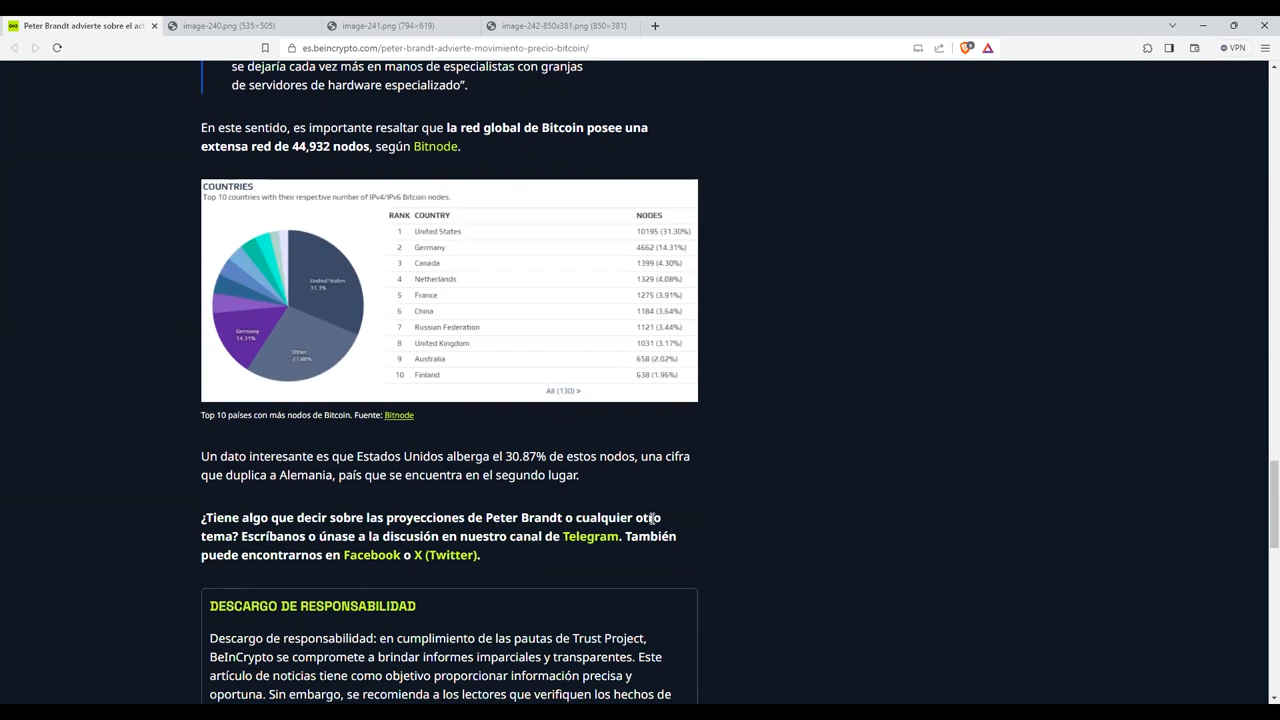 Peter Brandt advierte sobre el act
image-240.png (535×505)
image-241.png (794×619)
image-242-850x381.png (850×381)
es.beincrypto.com/peter-brandt-advierte-movimiento-precio-bitcoin/
VPN
se dejaría cada vez más en manos de especialistas con granjas
de servidores de hardware especializado”.
En este sentido, es importante resaltar que la red global de Bitcoin posee una
extensa red de 44,932 nodos, según Bitnode.
COUNTRIES
Top 10 countries with their respective number of IPv4/IPv6 Bitcoin nodes.
RANK COUNTRY NODES
1 United States 10195 (31.30%)
2 Germany 4662 (14.31%)
3 Canada 1399 (4.30%)
4 Netherlands 1329 (4.08%)
5 France 1275 (3.91%)
6 China 1184 (3.64%)
7 Russian Federation 1121 (3.44%)
8 United Kingdom 1031 (3.17%)
9 Australia 658 (2.02%)
10 Finland 638 (1.96%)
All (130) »
United States
31.3%
Germany
14.31%
Other
Top 10 países con más nodos de Bitcoin. Fuente: Bitnode
Un dato interesante es que Estados Unidos alberga el 30.87% de estos nodos, una cifra
que duplica a Alemania, país que se encuentra en el segundo lugar.
¿Tiene algo que decir sobre las proyecciones de Peter Brandt o cualquier otro
tema? Escríbanos o únase a la discusión en nuestro canal de Telegram. También
puede encontrarnos en Facebook o X (Twitter).
DESCARGO DE RESPONSABILIDAD
Descargo de responsabilidad: en cumplimiento de las pautas de Trust Project,
BeInCrypto se compromete a brindar informes imparciales y transparentes. Este
artículo de noticias tiene como objetivo proporcionar información precisa y
oportuna. Sin embargo, se recomienda a los lectores que verifiquen los hechos de